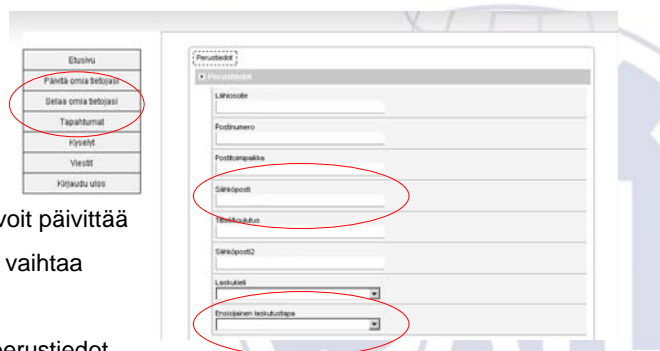 Etusivu
Päivitä omia tietojasi
Selaa omia tietojasi
Tapahtumat
Kyselyt
Viestit
Kirjaudu ulos
voit päivittää
vaihtaa
perustiedot
Perustiedot
Perustiedot
Lähiosoite
Postinumero
Postitoimipaikka
Sähköposti
Sähköposti2
Laskukieli
Ensisijainen laskutustapa